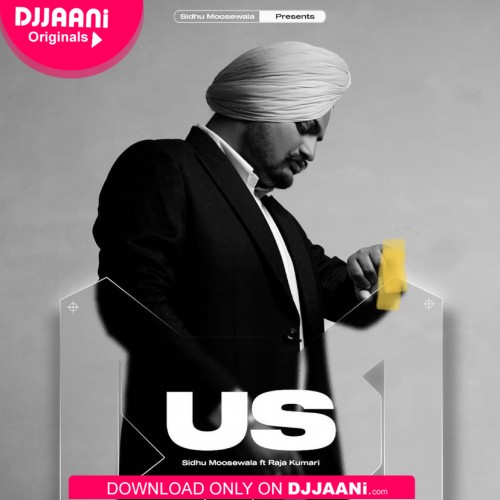 DJJAANi
Originals
Sidhu Moosewala Presents
US
Sidhu Moosewala ft Raja Kumari
DOWNLOAD ONLY ON DJJAANi.com